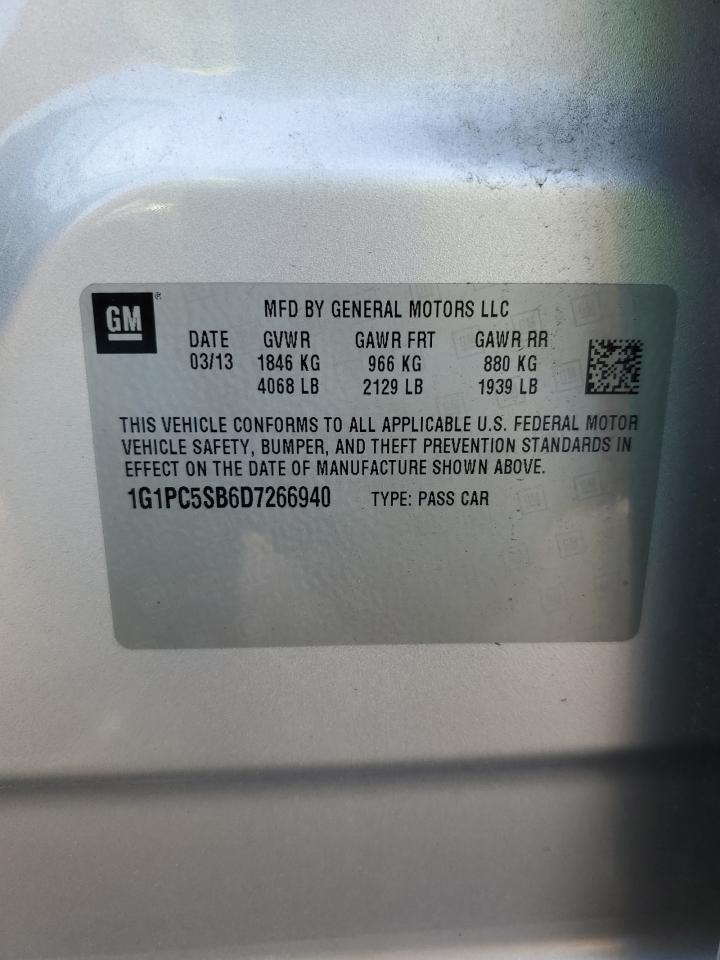 GM®
MFD BY GENERAL MOTORS LLC
DATE GVWR GAWR FRT GAWR RR
03/13 1846 KG 966 KG 880 KG
4068 LB 2129 LB 1939 LB
THIS VEHICLE CONFORMS TO ALL APPLICABLE U.S. FEDERAL MOTOR
VEHICLE SAFETY, BUMPER, AND THEFT PREVENTION STANDARDS IN
EFFECT ON THE DATE OF MANUFACTURE SHOWN ABOVE.
1G1PC5SB6D7266940 TYPE: PASS CAR